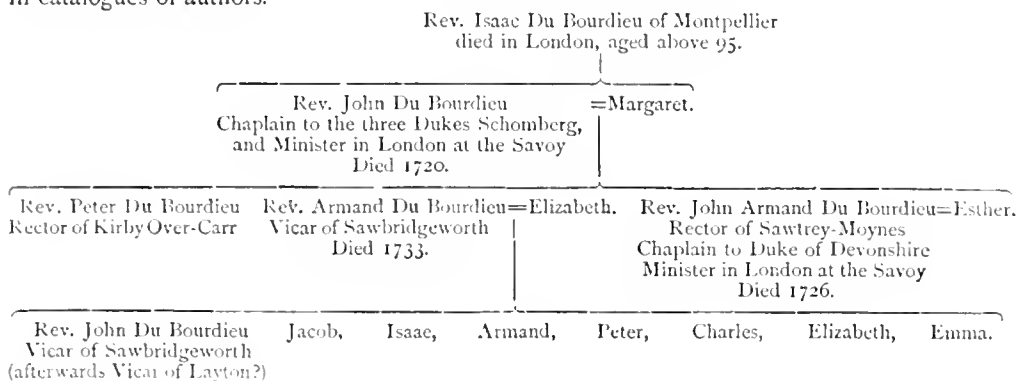 in catalogues of authors.
Rev. Isaac Du Bourdieu of Montpellier
died in London, aged above 95.
Rev. John Du Bourdieu =Margaret.
Chaplain to the three Dukes Schomberg,
and Minister in London at the Savoy
Died 1720.
Rev. Peter Du Bourdieu Rev. Armand Du Bourdieu=Elizabeth. Rev. John Armand Du Bourdieu=Esther.
Rector of Kirby Over-Carr Vicar of Sawbridgeworth Rector of Sawtrey-Moynes
Died 1733. Chaplain to Duke of Devonshire
Minister in London at the Savoy
Died 1726.
Rev. John Du Bourdieu Jacob, Isaac, Armand, Peter, Charles, Elizabeth, Emma.
Vicar of Sawbridgeworth
(afterwards Vicar of Layton?)